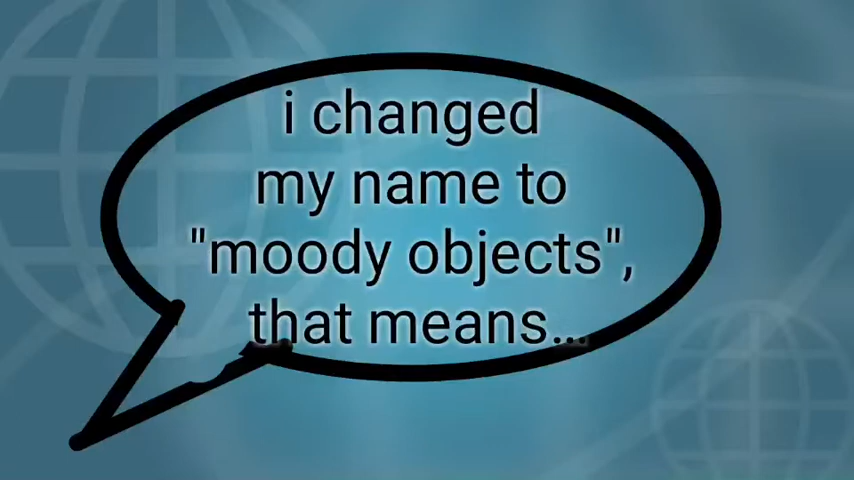 i changed
my name to
"moody objects",
that means...